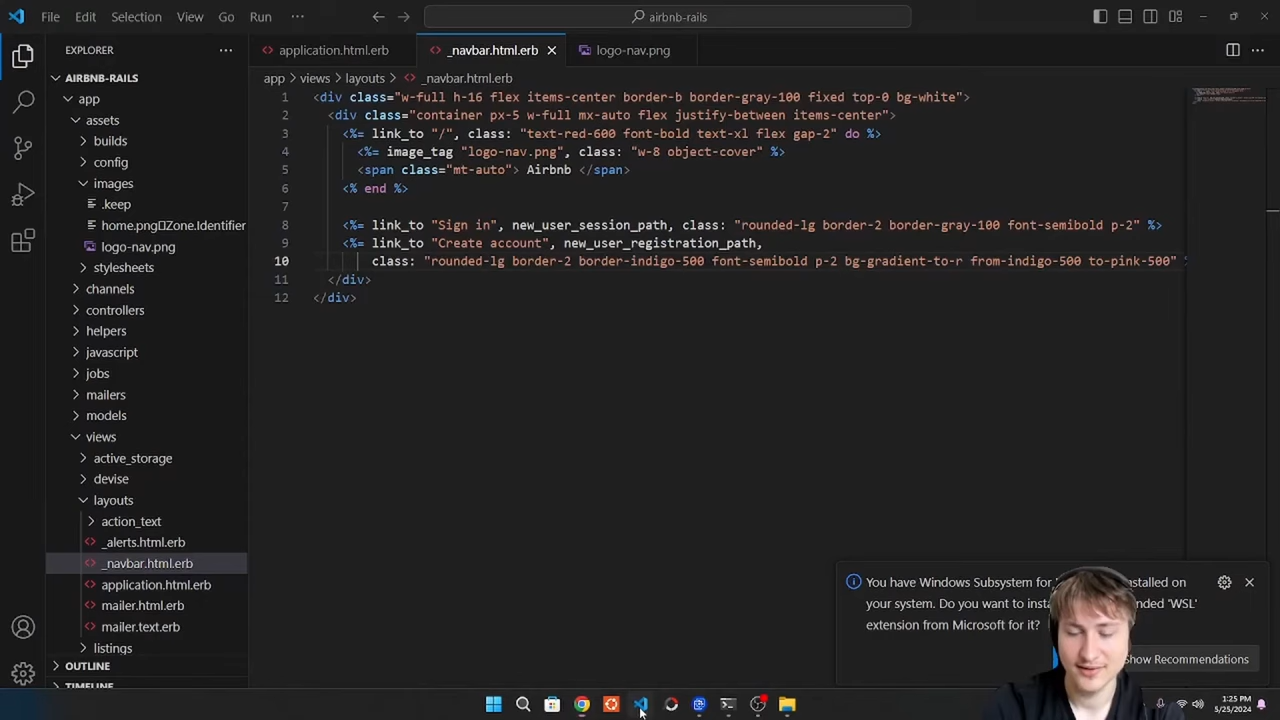 File Edit Selection View Go Run ··· airbnb-rails
EXPLORER ··· application.html.erb _navbar.html.erb logo-nav.png
AIRBNB-RAILS
app
assets
builds
config
images
.keep
home.png▯Zone.Identifier
logo-nav.png
stylesheets
channels
controllers
helpers
javascript
jobs
mailers
models
views
active_storage
devise
layouts
action_text
_alerts.html.erb
_navbar.html.erb
application.html.erb
mailer.html.erb
mailer.text.erb
listings
OUTLINE
TIMELINE
app > views > layouts > _navbar.html.erb
1 <div class="w-full h-16 flex items-center border-b border-gray-100 fixed top-0 bg-white">
2 <div class="container px-5 w-full mx-auto flex justify-between items-center">
3 <%= link_to "/", class: "text-red-600 font-bold text-xl flex gap-2" do %>
4 <%= image_tag "logo-nav.png", class: "w-8 object-cover" %>
5 <span class="mt-auto"> Airbnb </span>
6 <% end %>
7
8 <%= link_to "Sign in", new_user_session_path, class: "rounded-lg border-2 border-gray-100 font-semibold p-2" %>
9 <%= link_to "Create account", new_user_registration_path,
10 class: "rounded-lg border-2 border-indigo-500 font-semibold p-2 bg-gradient-to-r from-indigo-500 to-pink-500" %
11 </div>
12 </div>
You have Windows Subsystem for installed on
your system. Do you want to insta nded 'WSL'
extension from Microsoft for it?
Show Recommendations
1:25 PM
5/25/2024